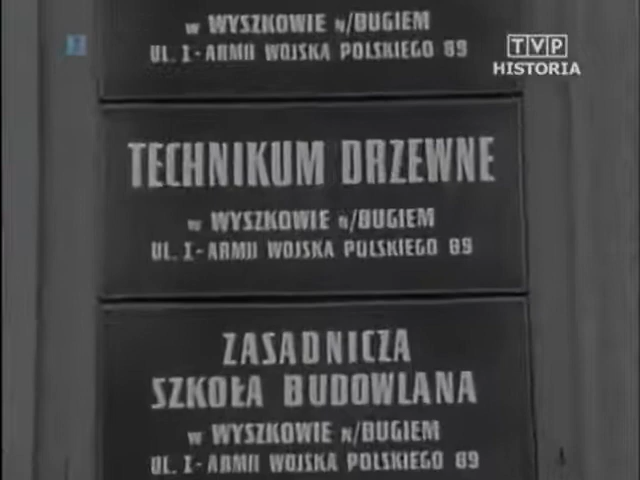 w WYSZKOWIE n/BUGIEM
UL. I-ARMII WOJSKA POLSKIEGO 89
TVP
HISTORIA
TECHNIKUM DRZEWNE
w WYSZKOWIE n/BUGIEM
UL. I-ARMII WOJSKA POLSKIEGO 89
ZASADNICZA
SZKOŁA BUDOWLANA
w WYSZKOWIE N/BUGIEM
UL. I-ARMII WOJSKA POLSKIEGO 89